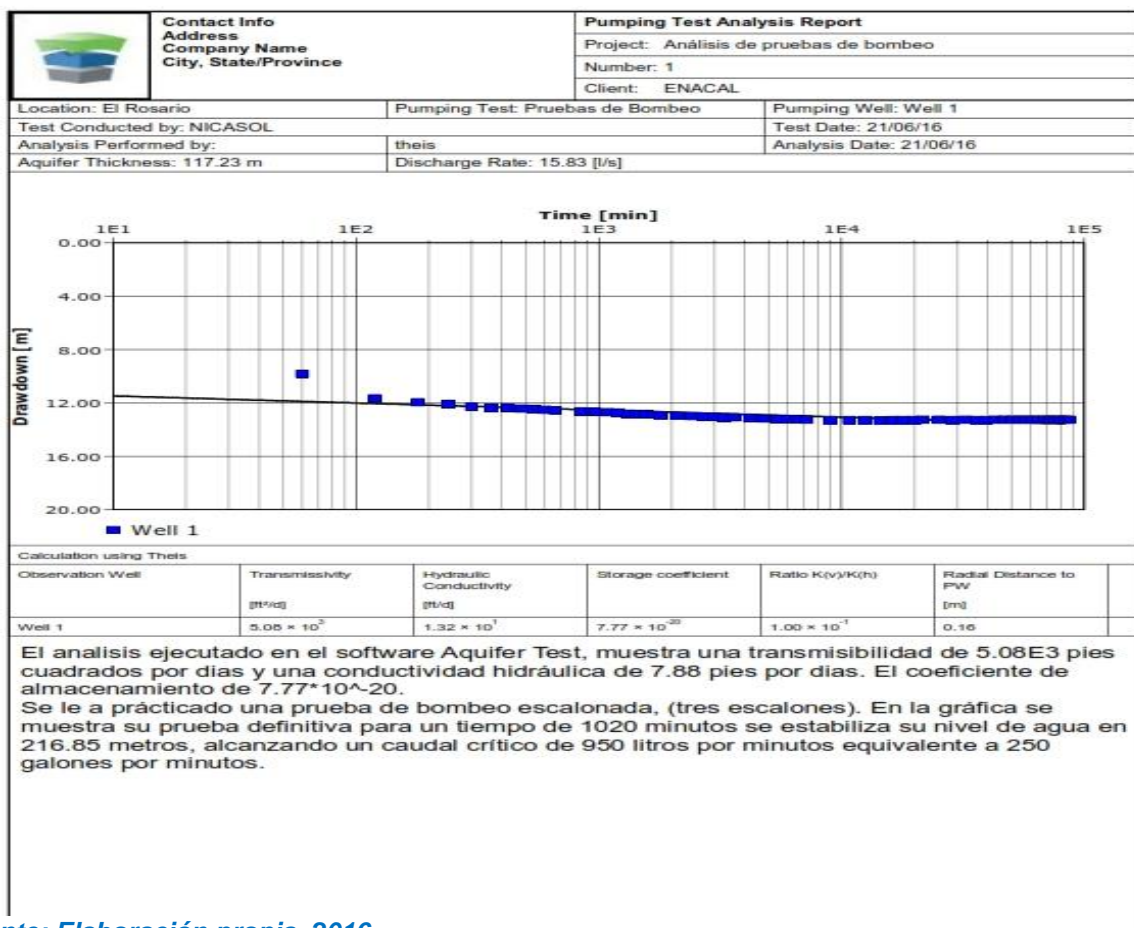 Contact Info
Address
Company Name
City, State/Province
Pumping Test Analysis Report
Project: Análisis de pruebas de bombeo
Number: 1
Client: ENACAL
Location: El Rosario
Pumping Test: Pruebas de Bombeo
Pumping Well: Well 1
Test Conducted by: NICASOL
Test Date: 21/06/16
Analysis Performed by:
theis
Analysis Date: 21/06/16
Aquifer Thickness: 117.23 m
Discharge Rate: 15.83 [l/s]
Time [min]
1E1 1E2 1E3 1E4 1E5
0.00
4.00
8.00
12.00
16.00
20.00
Drawdown [m]
Well 1
Calculation using Theis
Observation Well
Transmissivity
[ft²/d]
Hydraulic
Conductivity
[ft/d]
Storage coefficient
Ratio K(v)/K(h)
Radial Distance to
PW
[m]
Well 1 5.08 × 10³ 1.32 × 10¹ 7.77 × 10⁻²⁰ 1.00 × 10⁻¹ 0.16
El analisis ejecutado en el software Aquifer Test, muestra una transmisibilidad de 5.08E3 pies
cuadrados por dias y una conductividad hidráulica de 7.88 pies por dias. El coeficiente de
almacenamiento de 7.77*10^-20.
Se le a prácticado una prueba de bombeo escalonada, (tres escalones). En la gráfica se
muestra su prueba definitiva para un tiempo de 1020 minutos se estabiliza su nivel de agua en
216.85 metros, alcanzando un caudal crítico de 950 litros por minutos equivalente a 250
galones por minutos.